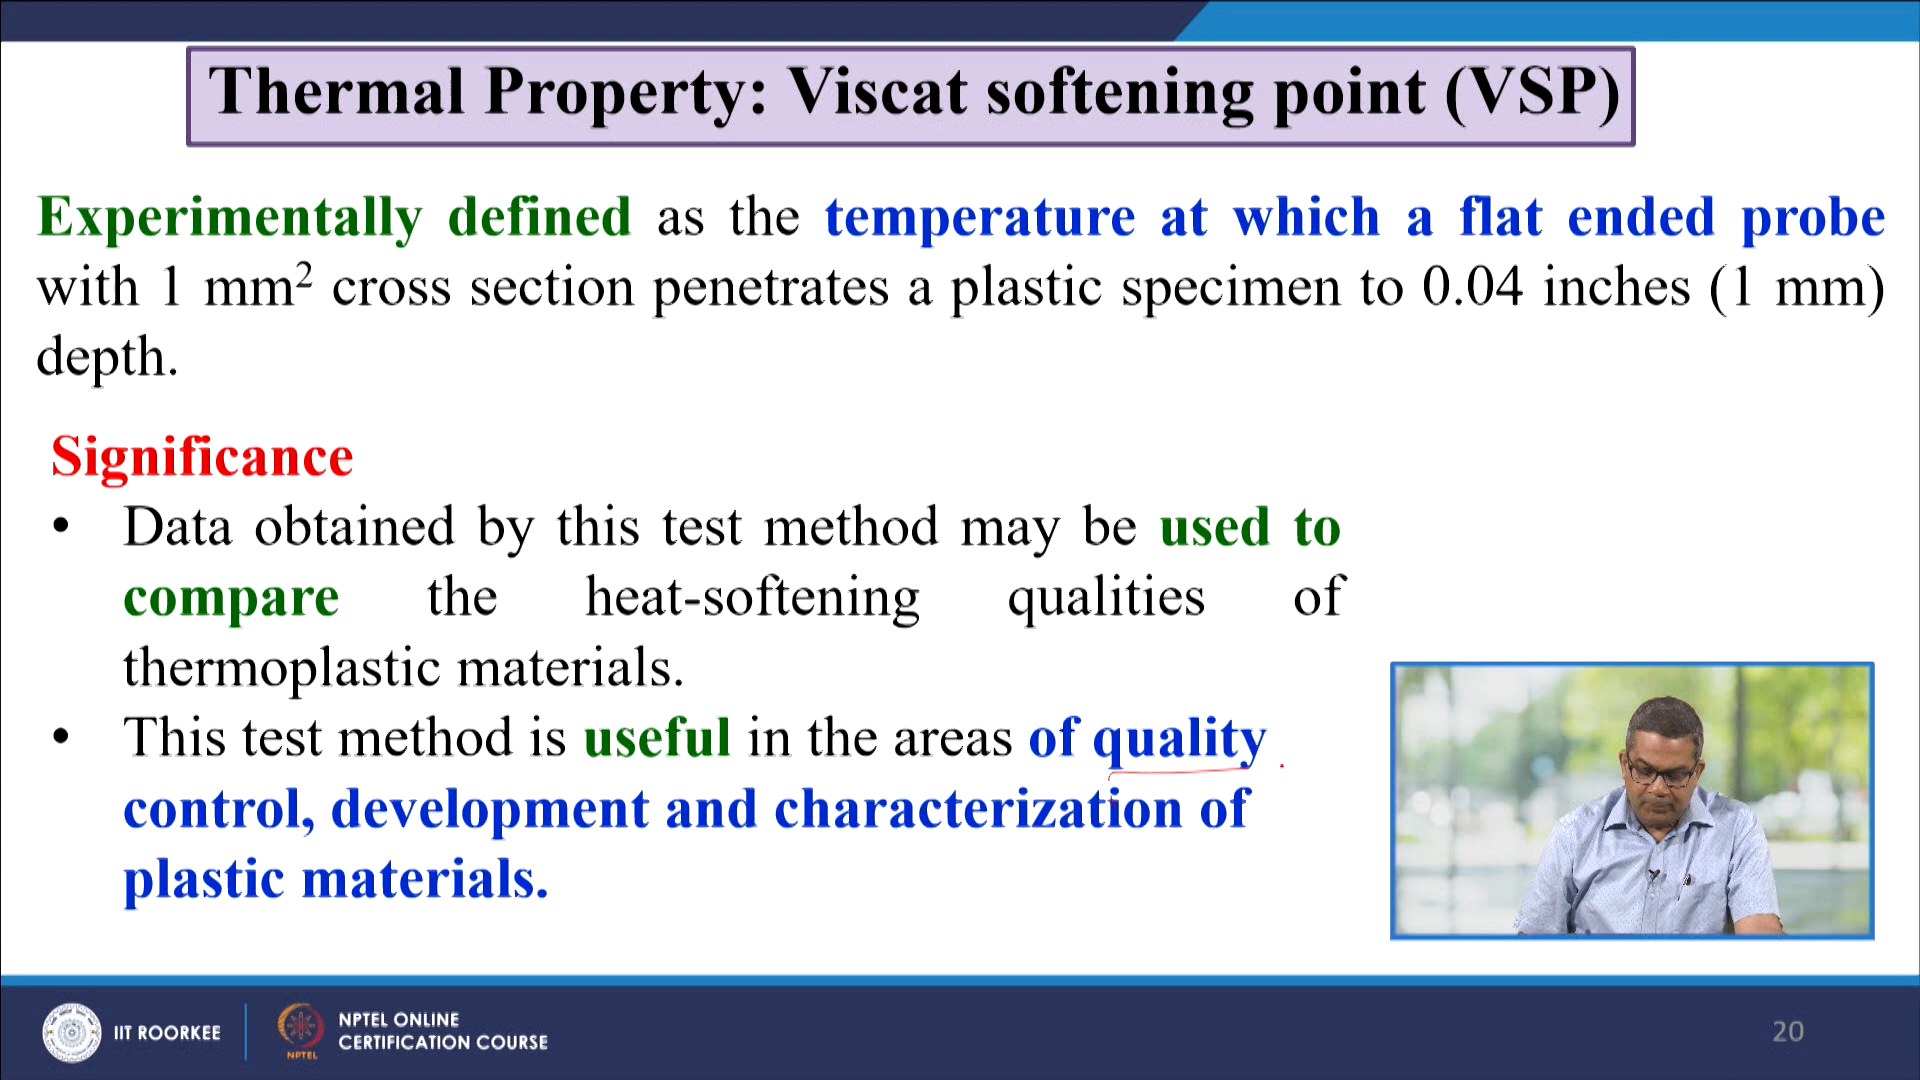 Thermal Property: Viscat softening point (VSP)
Experimentally defined as the temperature at which a flat ended probe
with 1 mm² cross section penetrates a plastic specimen to 0.04 inches (1 mm)
depth.
Significance
• Data obtained by this test method may be used to
compare the heat-softening qualities of
thermoplastic materials.
• This test method is useful in the areas of quality
control, development and characterization of
plastic materials.
IIT ROORKEE
NPTEL
NPTEL ONLINE
CERTIFICATION COURSE
20